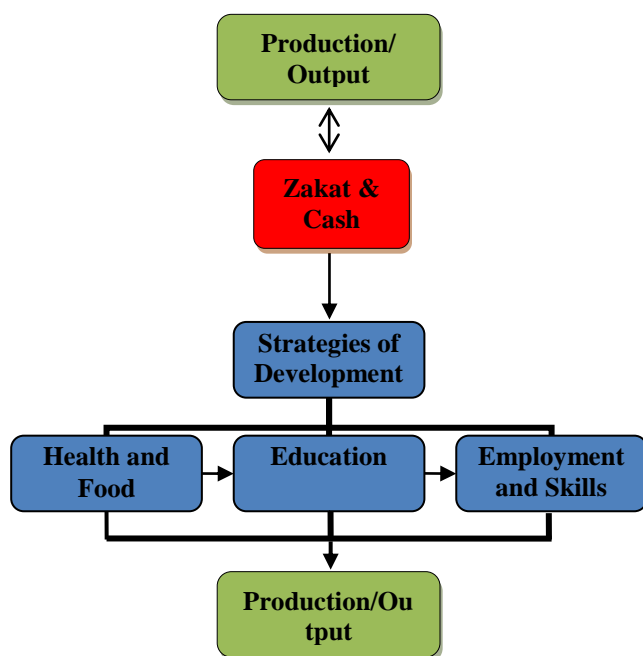 Production/
Output
Zakat &
Cash
Strategies of
Development
Health and
Food
Education
Employment
and Skills
Production/Ou
tput